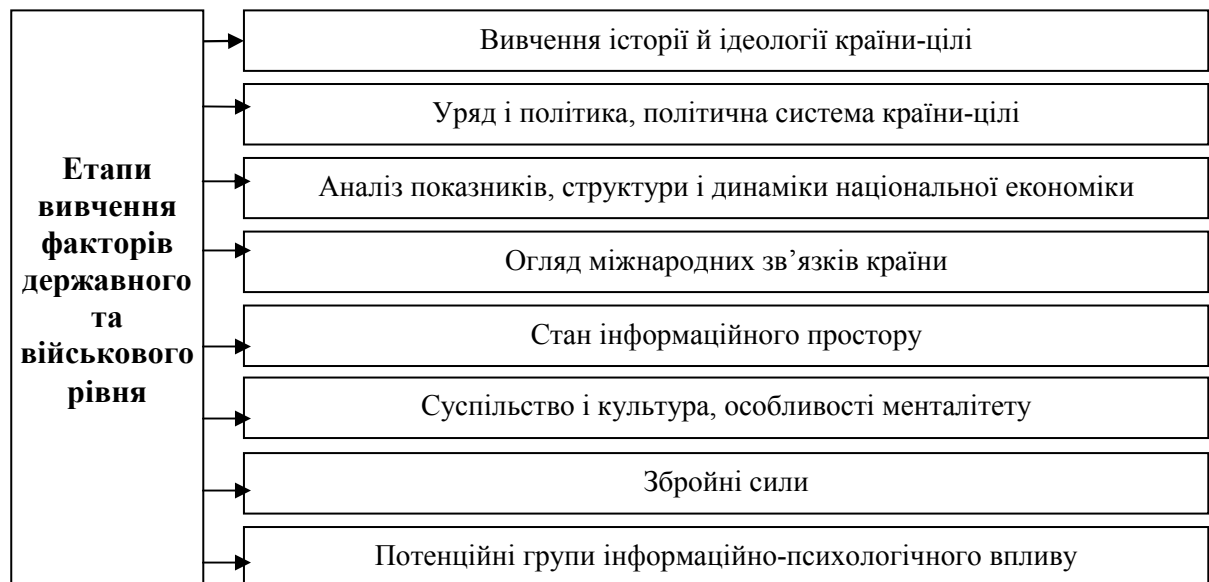 Етапи
вивчення
факторів
державного
та
військового
рівня
Вивчення історії й ідеології країни-цілі
Уряд і політика, політична система країни-цілі
Аналіз показників, структури і динаміки національної економіки
Огляд міжнародних зв’язків країни
Стан інформаційного простору
Суспільство і культура, особливості менталітету
Збройні сили
Потенційні групи інформаційно-психологічного впливу